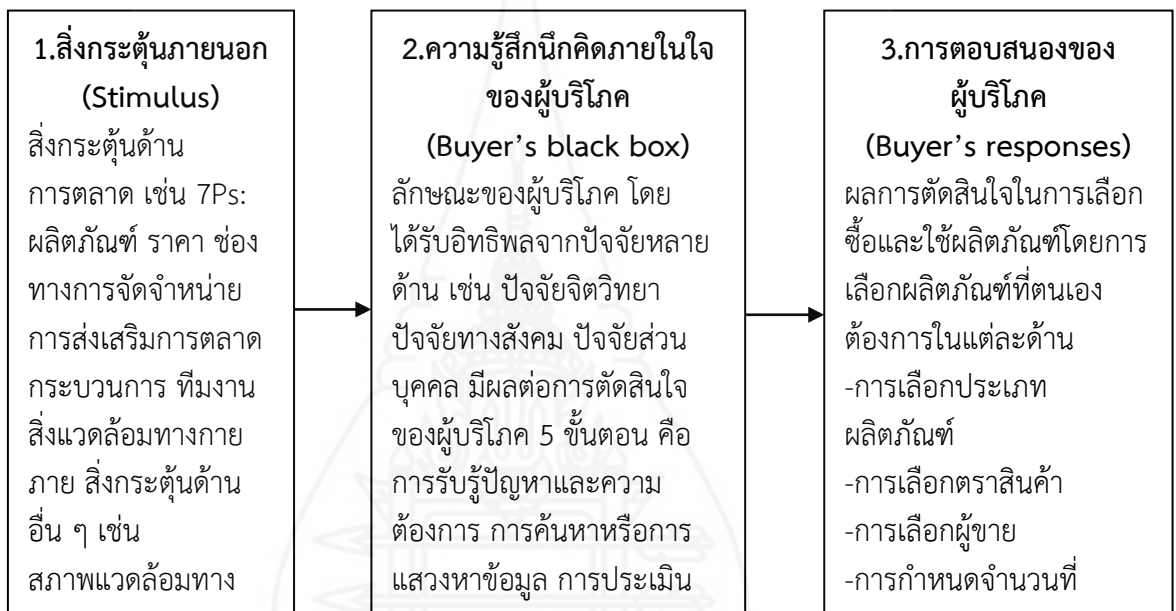 1.สิ่งกระตุ้นภายนอก
(Stimulus)
สิ่งกระตุ้นด้าน
การตลาด เช่น 7Ps:
ผลิตภัณฑ์ ราคา ช่อง
ทางการจัดจำหน่าย
การส่งเสริมการตลาด
กระบวนการ ทีมงาน
สิ่งแวดล้อมทางกาย
ภาย สิ่งกระตุ้นด้าน
อื่น ๆ เช่น
สภาพแวดล้อมทาง
2.ความรู้สึกนึกคิดภายในใจ
ของผู้บริโภค
(Buyer’s black box)
ลักษณะของผู้บริโภค โดย
ได้รับอิทธิพลจากปัจจัยหลาย
ด้าน เช่น ปัจจัยจิตวิทยา
ปัจจัยทางสังคม ปัจจัยส่วน
บุคคล มีผลต่อการตัดสินใจ
ของผู้บริโภค 5 ขั้นตอน คือ
การรับรู้ปัญหาและความ
ต้องการ การค้นหาหรือการ
แสวงหาข้อมูล การประเมิน
3.การตอบสนองของ
ผู้บริโภค
(Buyer’s responses)
ผลการตัดสินใจในการเลือก
ซื้อและใช้ผลิตภัณฑ์โดยการ
เลือกผลิตภัณฑ์ที่ตนเอง
ต้องการในแต่ละด้าน
-การเลือกประเภท
ผลิตภัณฑ์
-การเลือกตราสินค้า
-การเลือกผู้ขาย
-การกำหนดจำนวนที่